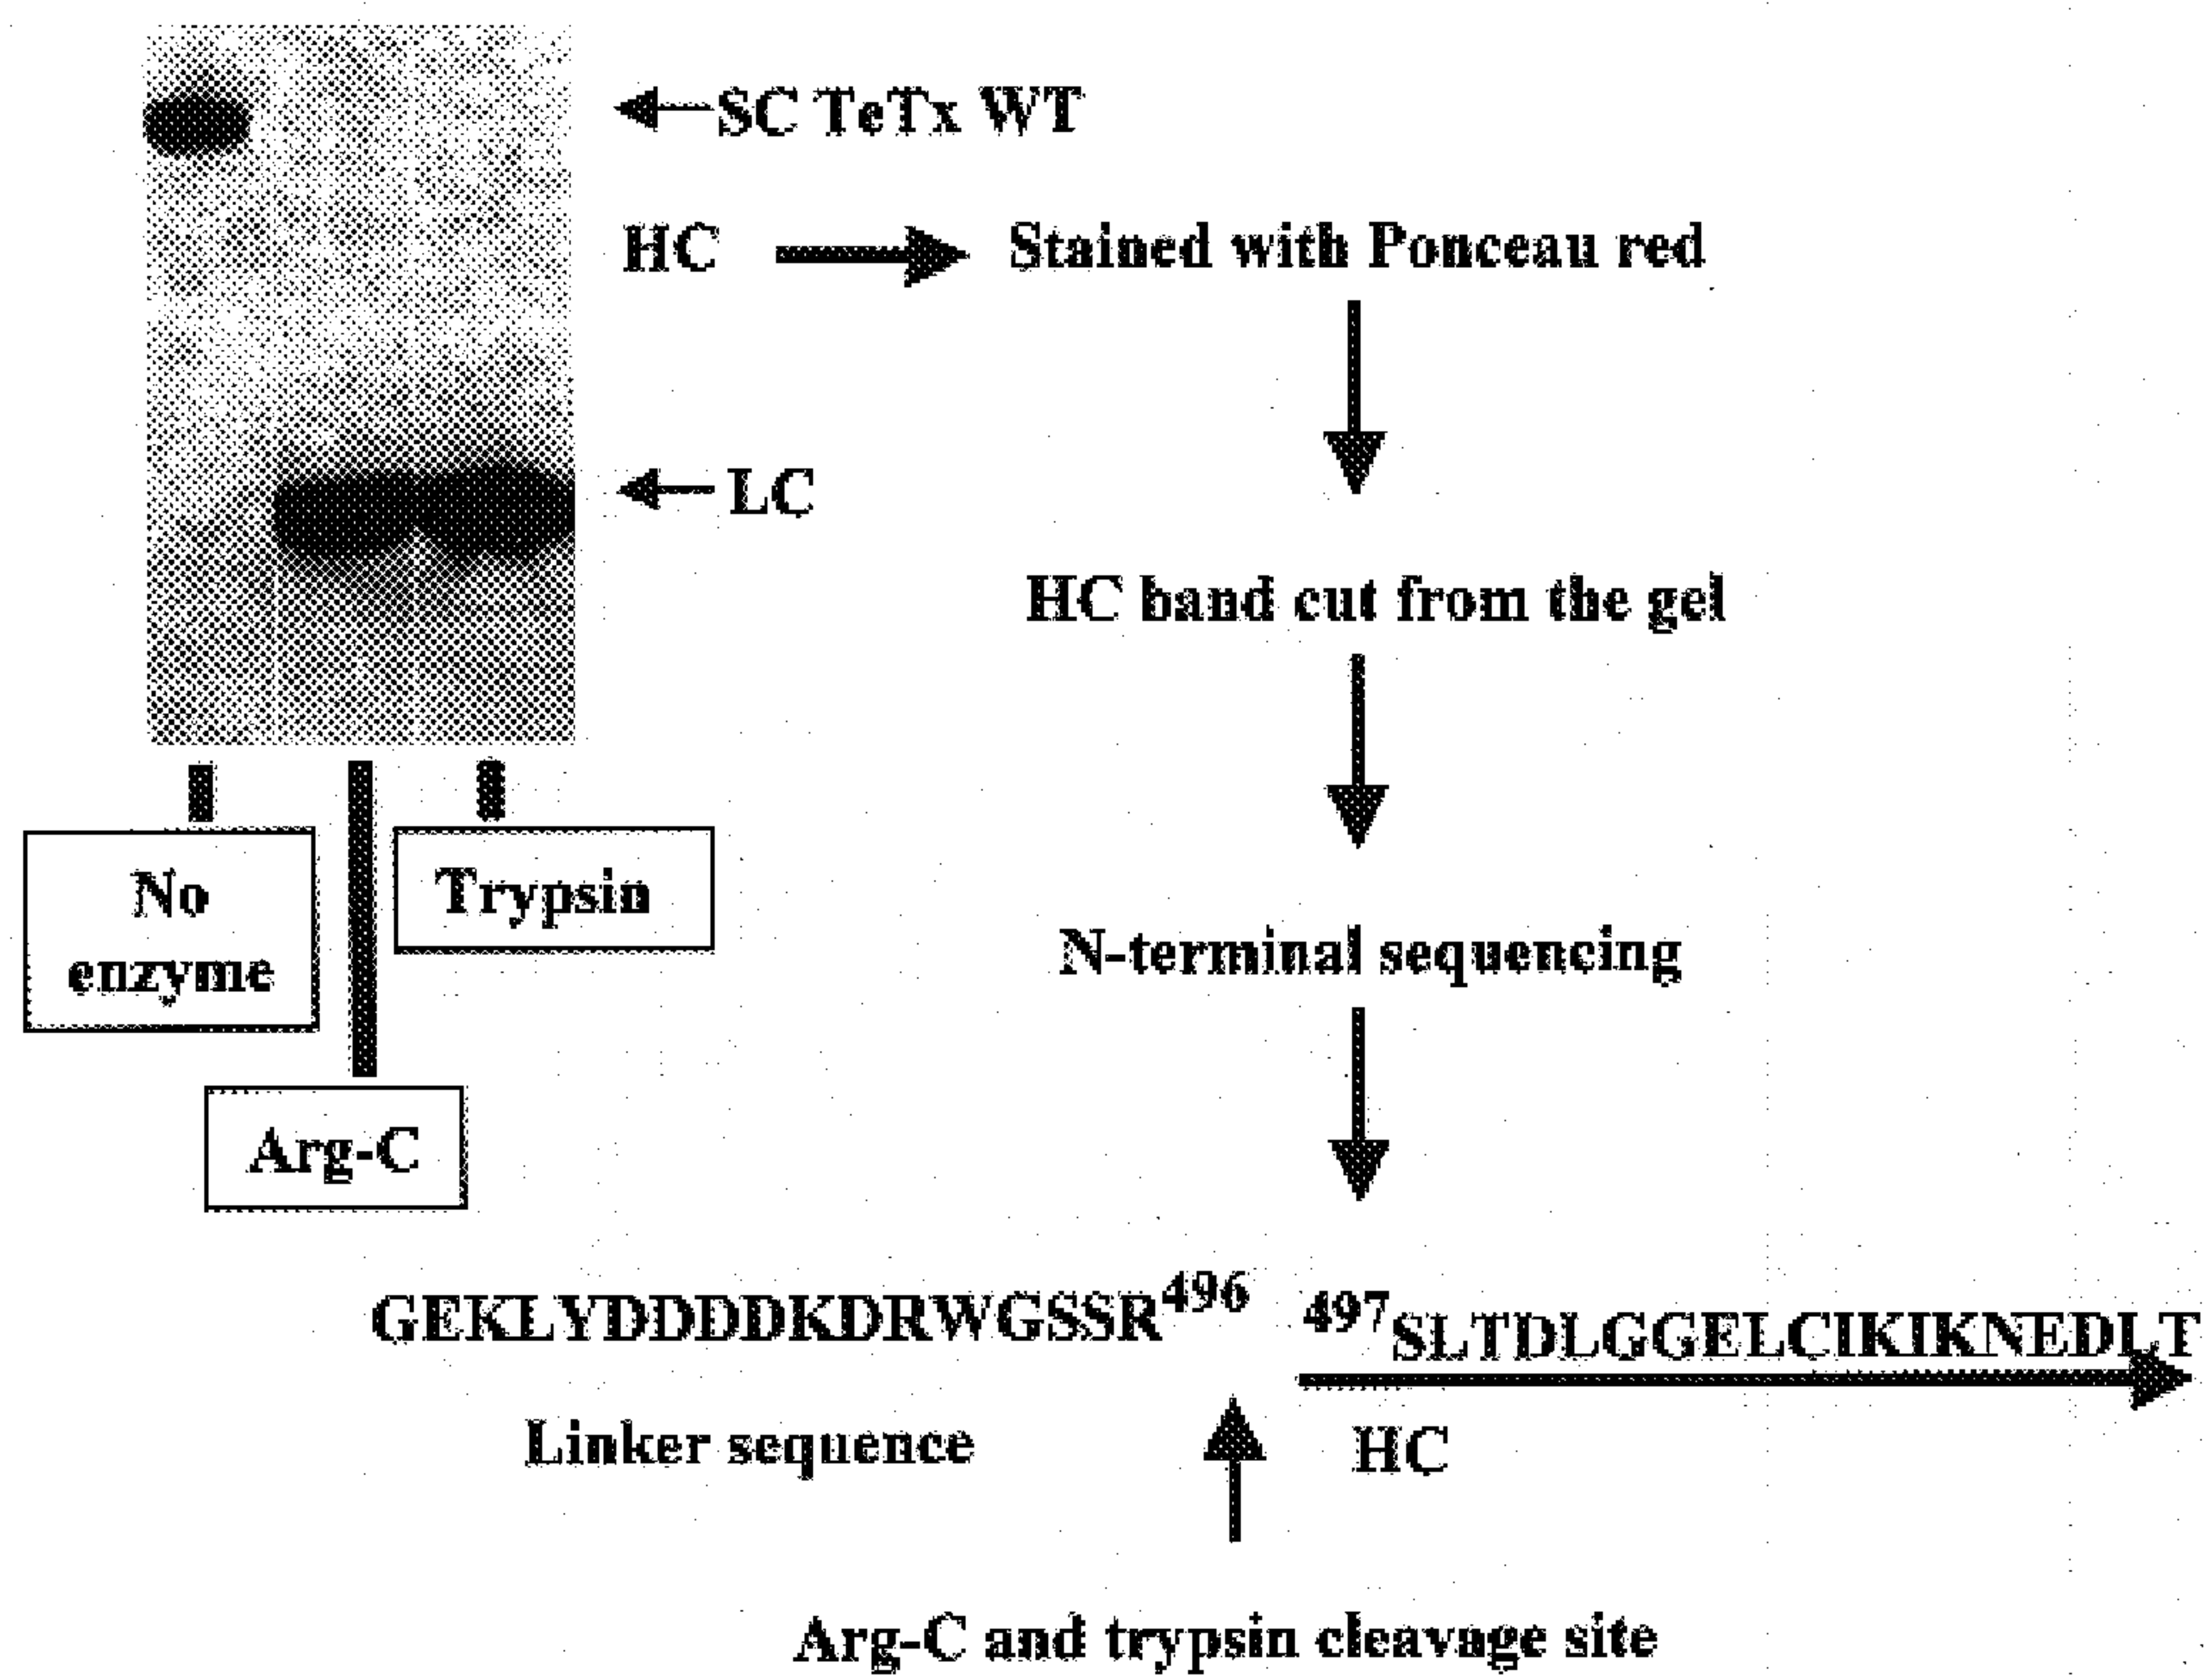 SC TeTx WT
HC
Stained with Ponceau red
LC
HC band cut from the gel
No
enzyme
Trypsin
N-terminal sequencing
Arg-C
GEKLYDDDDKDRWGSSR496 497SLTDLGGELCIKIKNEDLT
Linker sequence
HC
Arg-C and trypsin cleavage site